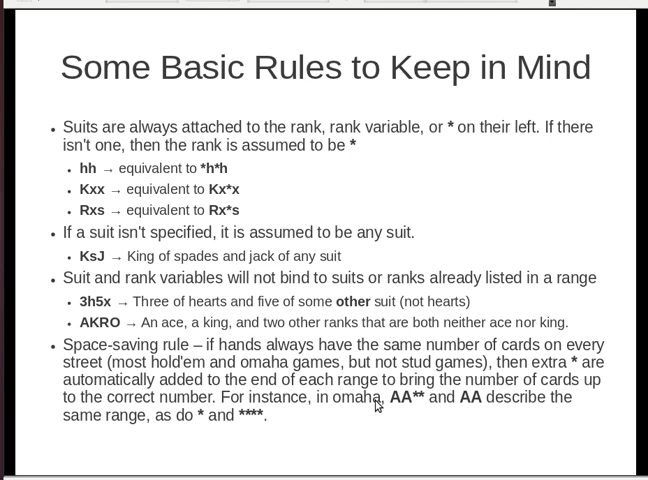 Some Basic Rules to Keep in Mind
• Suits are always attached to the rank, rank variable, or * on their left. If there
isn't one, then the rank is assumed to be *
• hh → equivalent to *h*h
• Kxx → equivalent to Kx*x
• Rxs → equivalent to Rx*s
• If a suit isn't specified, it is assumed to be any suit.
• KsJ → King of spades and jack of any suit
• Suit and rank variables will not bind to suits or ranks already listed in a range
• 3h5x → Three of hearts and five of some other suit (not hearts)
• AKRO → An ace, a king, and two other ranks that are both neither ace nor king.
• Space-saving rule – if hands always have the same number of cards on every
street (most hold'em and omaha games, but not stud games), then extra * are
automatically added to the end of each range to bring the number of cards up
to the correct number. For instance, in omaha, AA** and AA describe the
same range, as do * and ****.